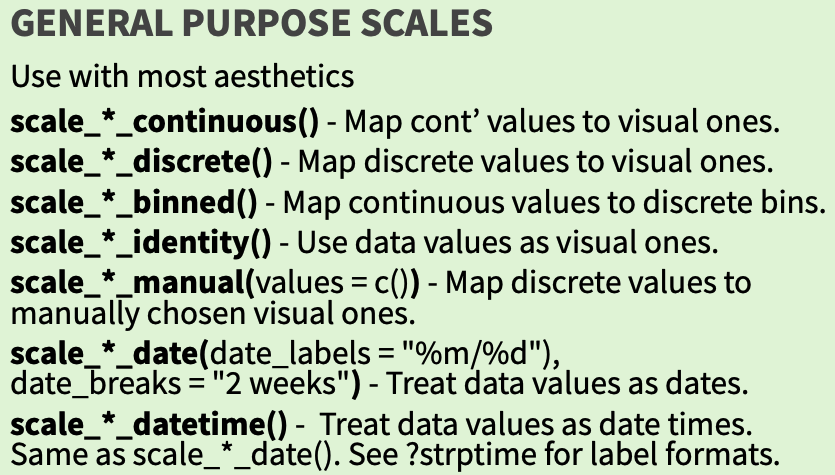 GENERAL PURPOSE SCALES
Use with most aesthetics
scale_*_continuous() - Map cont’ values to visual ones.
scale_*_discrete() - Map discrete values to visual ones.
scale_*_binned() - Map continuous values to discrete bins.
scale_*_identity() - Use data values as visual ones.
scale_*_manual(values = c()) - Map discrete values to
manually chosen visual ones.
scale_*_date(date_labels = "%m/%d"),
date_breaks = "2 weeks") - Treat data values as dates.
scale_*_datetime() -  Treat data values as date times.
Same as scale_*_date(). See ?strptime for label formats.